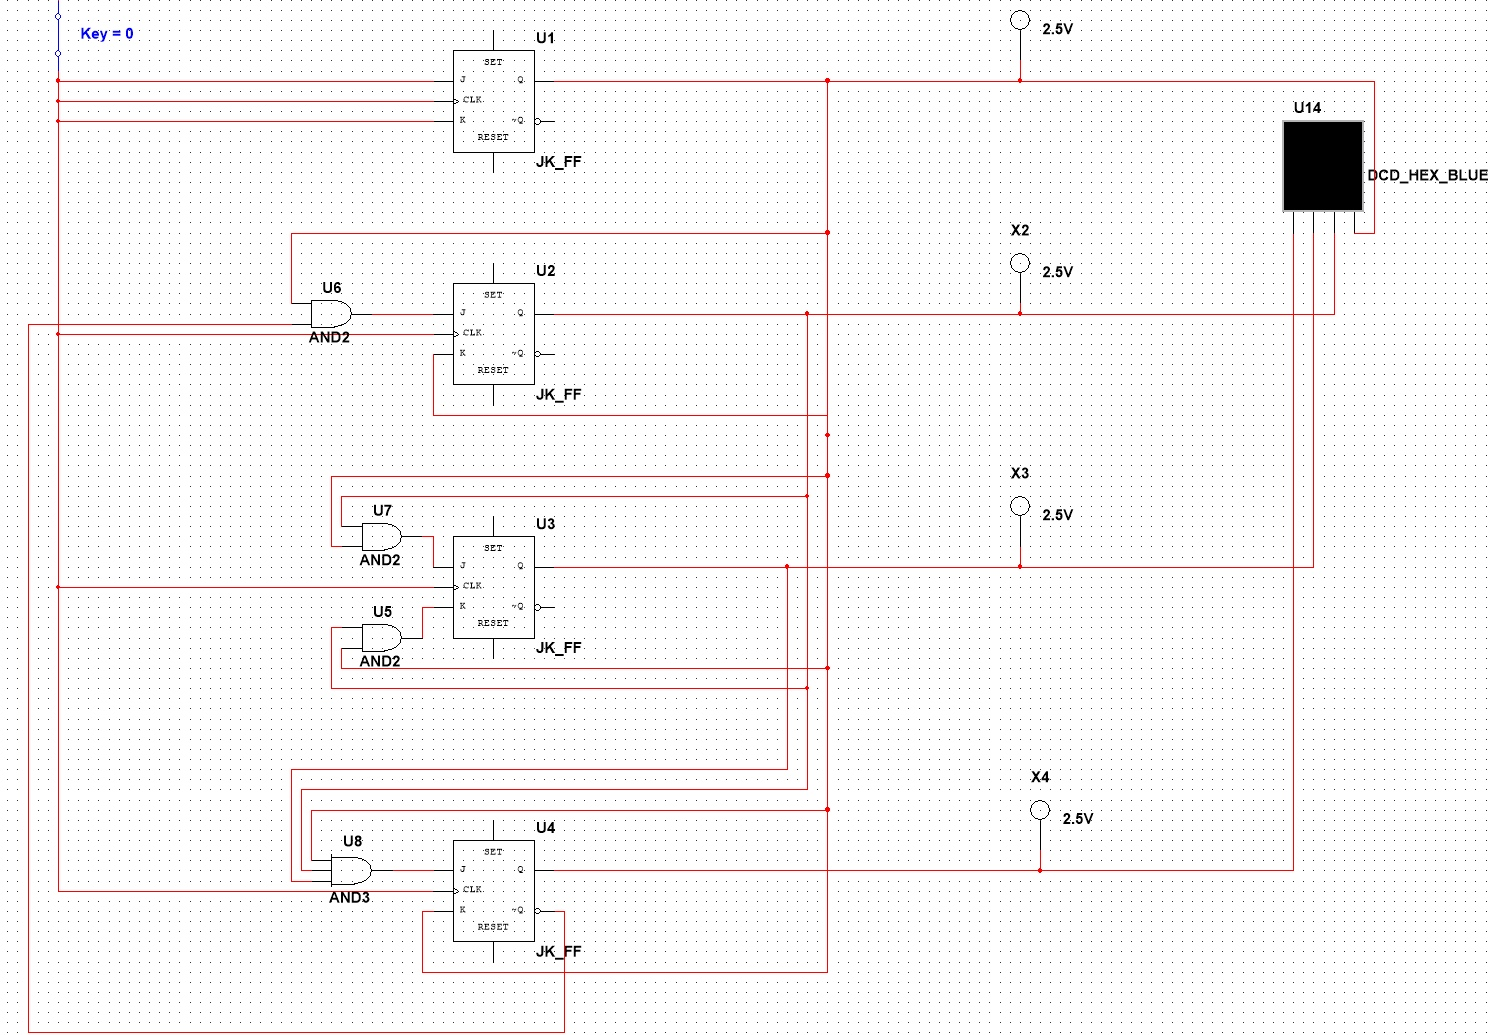 Key = 0
2.5V
U1
SET
J Q
CLK
K ~Q
RESET
JK_FF
U14
DCD_HEX_BLUE
X2
2.5V
U6
AND2
U2
SET
J Q
CLK
K ~Q
RESET
JK_FF
X3
2.5V
U7
AND2
U5
AND2
U3
SET
J Q
CLK
K ~Q
RESET
JK_FF
X4
2.5V
U8
AND3
U4
SET
J Q
CLK
K ~Q
RESET
JK_FF